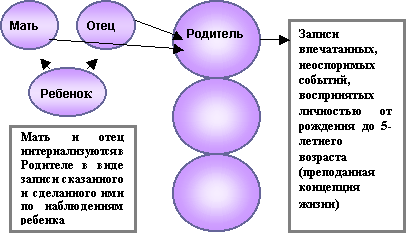 Мать
Отец
Родитель
Ребенок
Записи
впечатанных,
неоспоримых
событий,
воспринятых
личностью от
рождения до 5-
летнего
возраста
(преподанная
концепция
жизни)
Мать и отец
интернализуются в
Родителе в виде
записи сказанного
и сделанного ими
по наблюдениям
ребенка